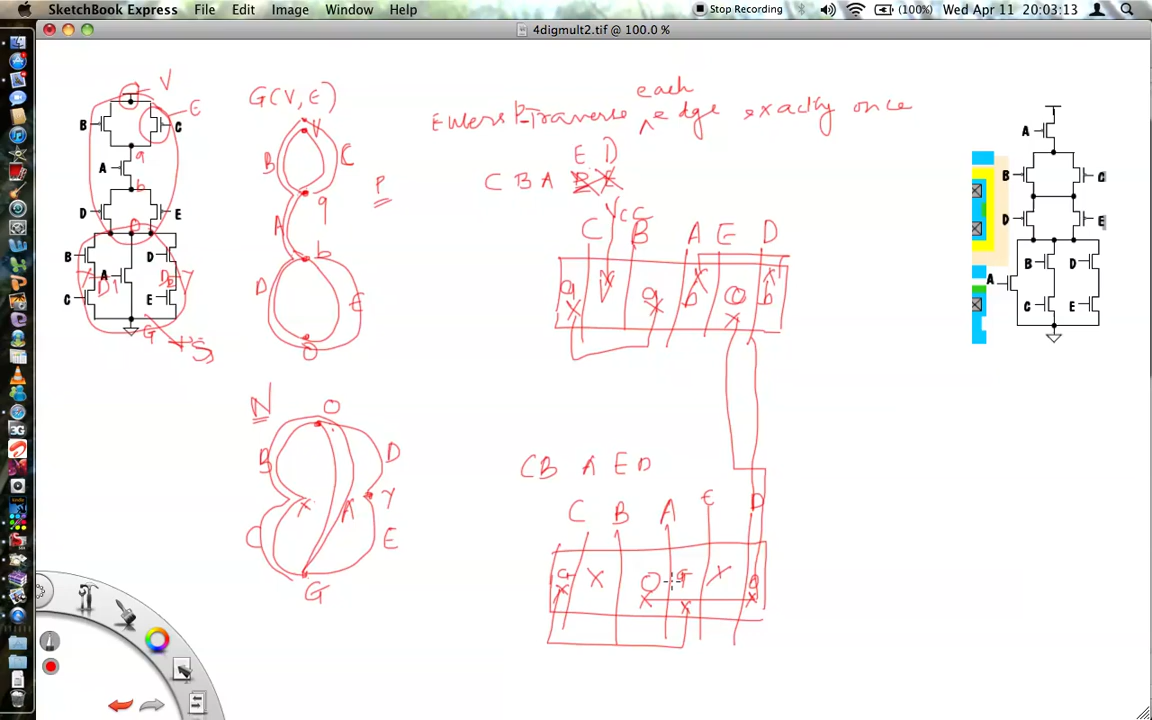 SketchBook Express File Edit Image Window Help Stop Recording (100%) Wed Apr 11 20:03:13
4digmult2.tif @ 100.0 %
V
E
B C
a
A
b
D E
O
B D
A
C E
G
G(V,E)
V
B C
a
A
b
D E
O
P
each
Eulers P-Traverse ^ edge exactly once
E D
C B A
VCC
C B A E D
a V a b O b
N
O
B D
X A Y
C E
G
CB A E D
C B A E D
G X O G Y O
A
B C
D E
A B D
C E